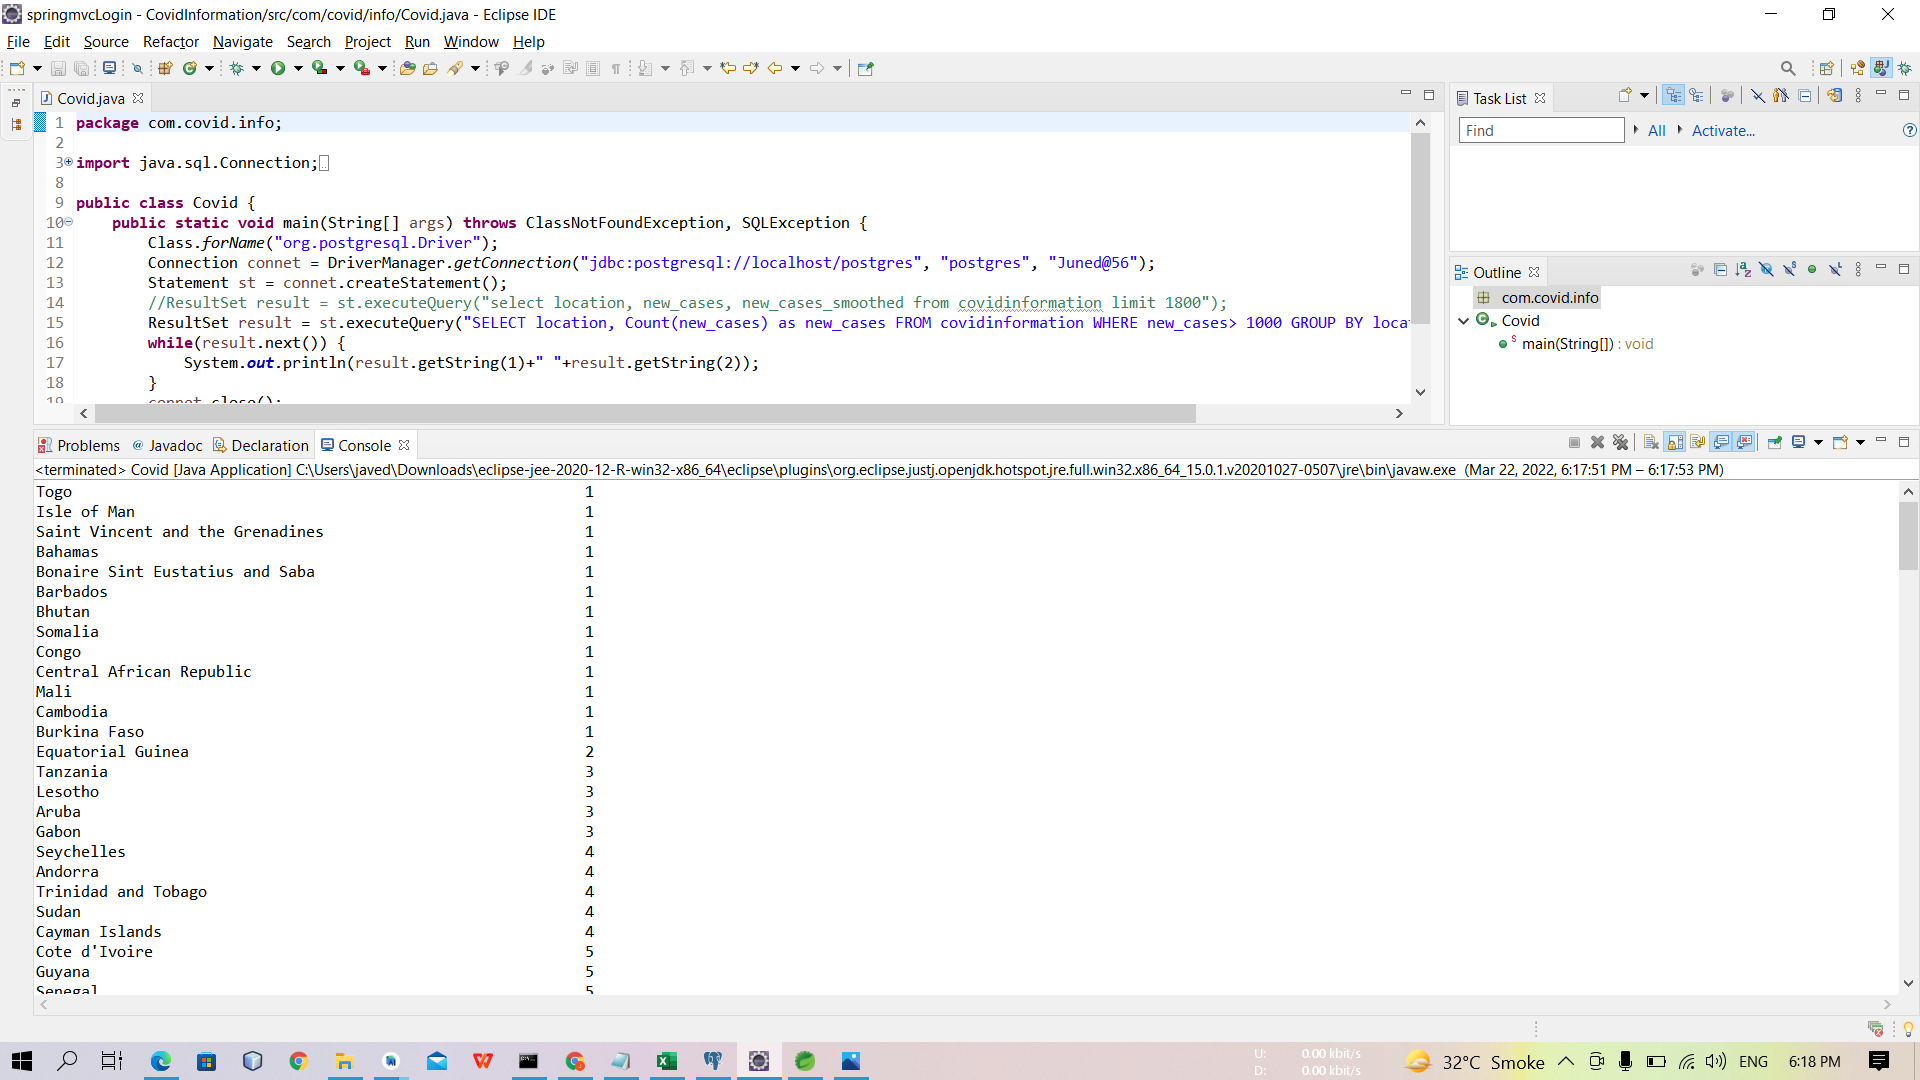 springmvcLogin - CovidInformation/src/com/covid/info/Covid.java - Eclipse IDE
File Edit Source Refactor Navigate Search Project Run Window Help
Covid.java
1 package com.covid.info;
2
3 import java.sql.Connection;
8
9 public class Covid {
10 public static void main(String[] args) throws ClassNotFoundException, SQLException {
11 Class.forName("org.postgresql.Driver");
12 Connection connet = DriverManager.getConnection("jdbc:postgresql://localhost/postgres", "postgres", "Juned@56");
13 Statement st = connet.createStatement();
14 //ResultSet result = st.executeQuery("select location, new_cases, new_cases_smoothed from covidinformation limit 1800");
15 ResultSet result = st.executeQuery("SELECT location, Count(new_cases) as new_cases FROM covidinformation WHERE new_cases> 1000 GROUP BY loca
16 while(result.next()) {
17 System.out.println(result.getString(1)+" "+result.getString(2));
18 }
19 connet.close();
Task List
Find All Activate...
Outline
com.covid.info
Covid
main(String[]) : void
Problems @ Javadoc Declaration Console
<terminated> Covid [Java Application] C:\Users\javed\Downloads\eclipse-jee-2020-12-R-win32-x86_64\eclipse\plugins\org.eclipse.justj.openjdk.hotspot.jre.full.win32.x86_64_15.0.1.v20201027-0507\jre\bin\javaw.exe (Mar 22, 2022, 6:17:51 PM – 6:17:53 PM)
Togo 1
Isle of Man 1
Saint Vincent and the Grenadines 1
Bahamas 1
Bonaire Sint Eustatius and Saba 1
Barbados 1
Bhutan 1
Somalia 1
Congo 1
Central African Republic 1
Mali 1
Cambodia 1
Burkina Faso 1
Equatorial Guinea 2
Tanzania 3
Lesotho 3
Aruba 3
Gabon 3
Seychelles 4
Andorra 4
Trinidad and Tobago 4
Sudan 4
Cayman Islands 4
Cote d'Ivoire 5
Guyana 5
Senegal 5
U: 0.00 kbit/s
D: 0.00 kbit/s
32°C Smoke ENG 6:18 PM